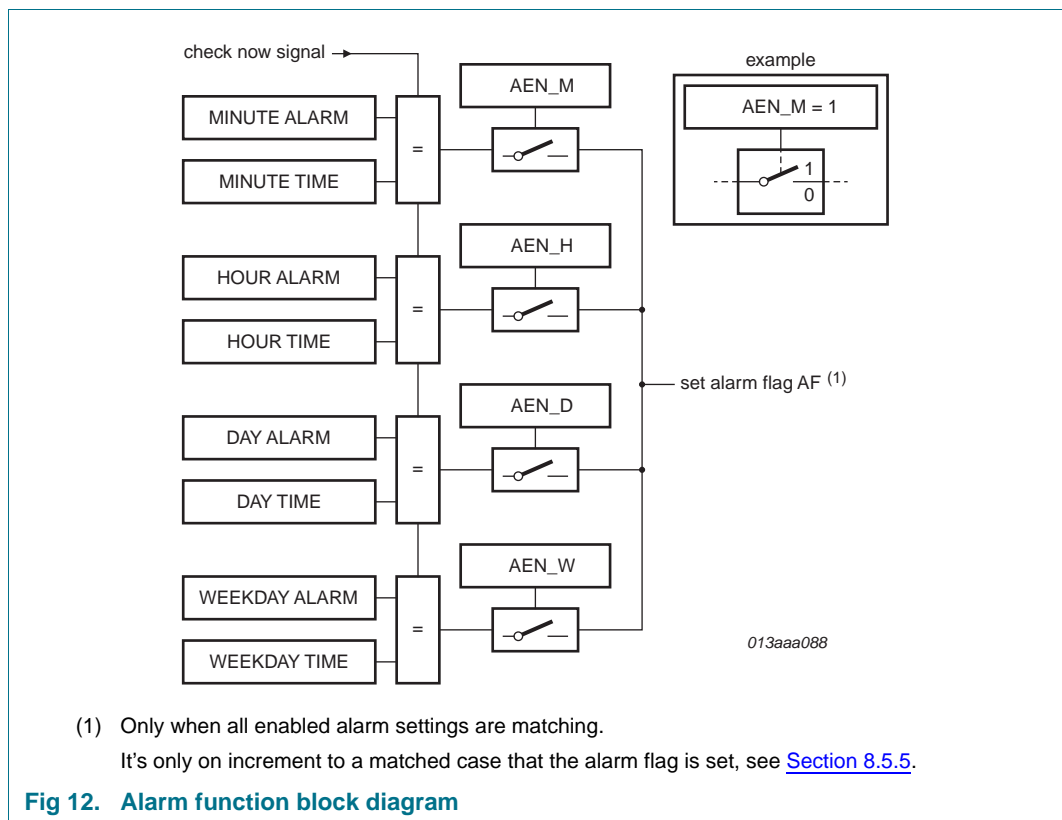 check now signal
example
AEN_M
AEN_M = 1
MINUTE ALARM
=
MINUTE TIME
1
0
AEN_H
HOUR ALARM
=
HOUR TIME
set alarm flag AF (1)
AEN_D
DAY ALARM
=
DAY TIME
AEN_W
WEEKDAY ALARM
=
WEEKDAY TIME
013aaa088
(1) Only when all enabled alarm settings are matching.
It's only on increment to a matched case that the alarm flag is set, see Section 8.5.5.
Fig 12. Alarm function block diagram